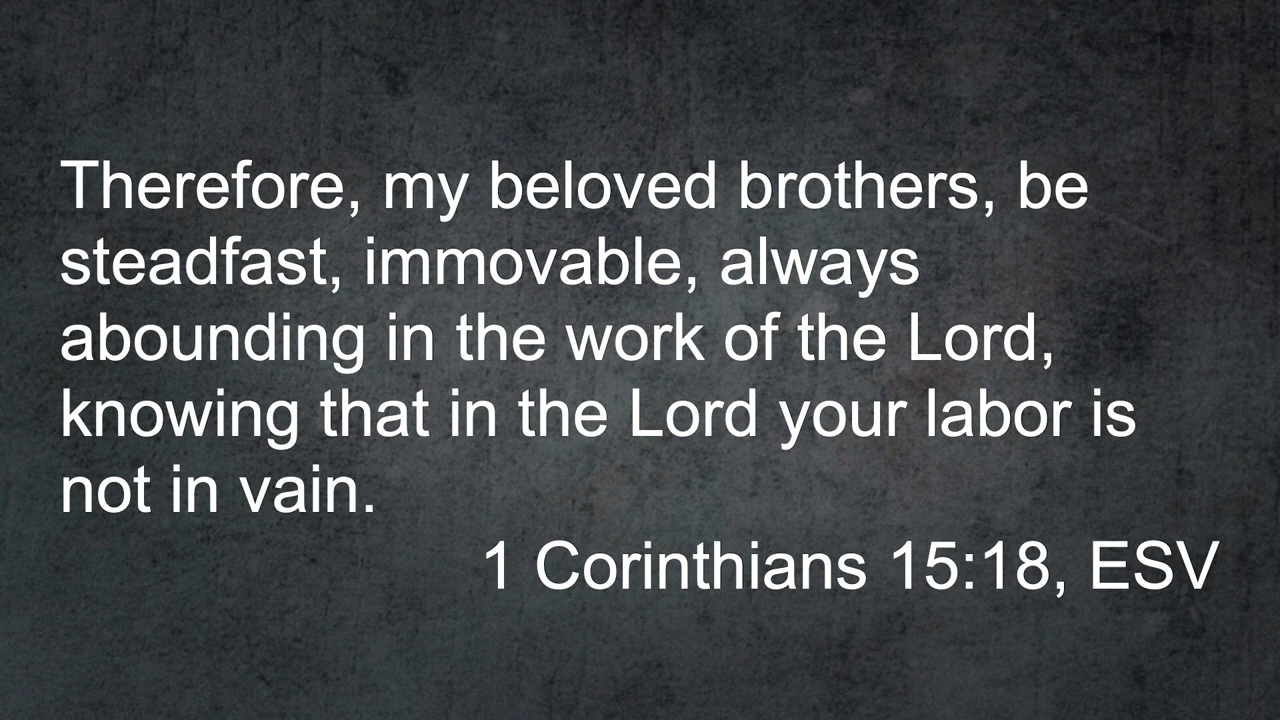 Therefore, my beloved brothers, be
steadfast, immovable, always
abounding in the work of the Lord,
knowing that in the Lord your labor is
not in vain.
1 Corinthians 15:18, ESV